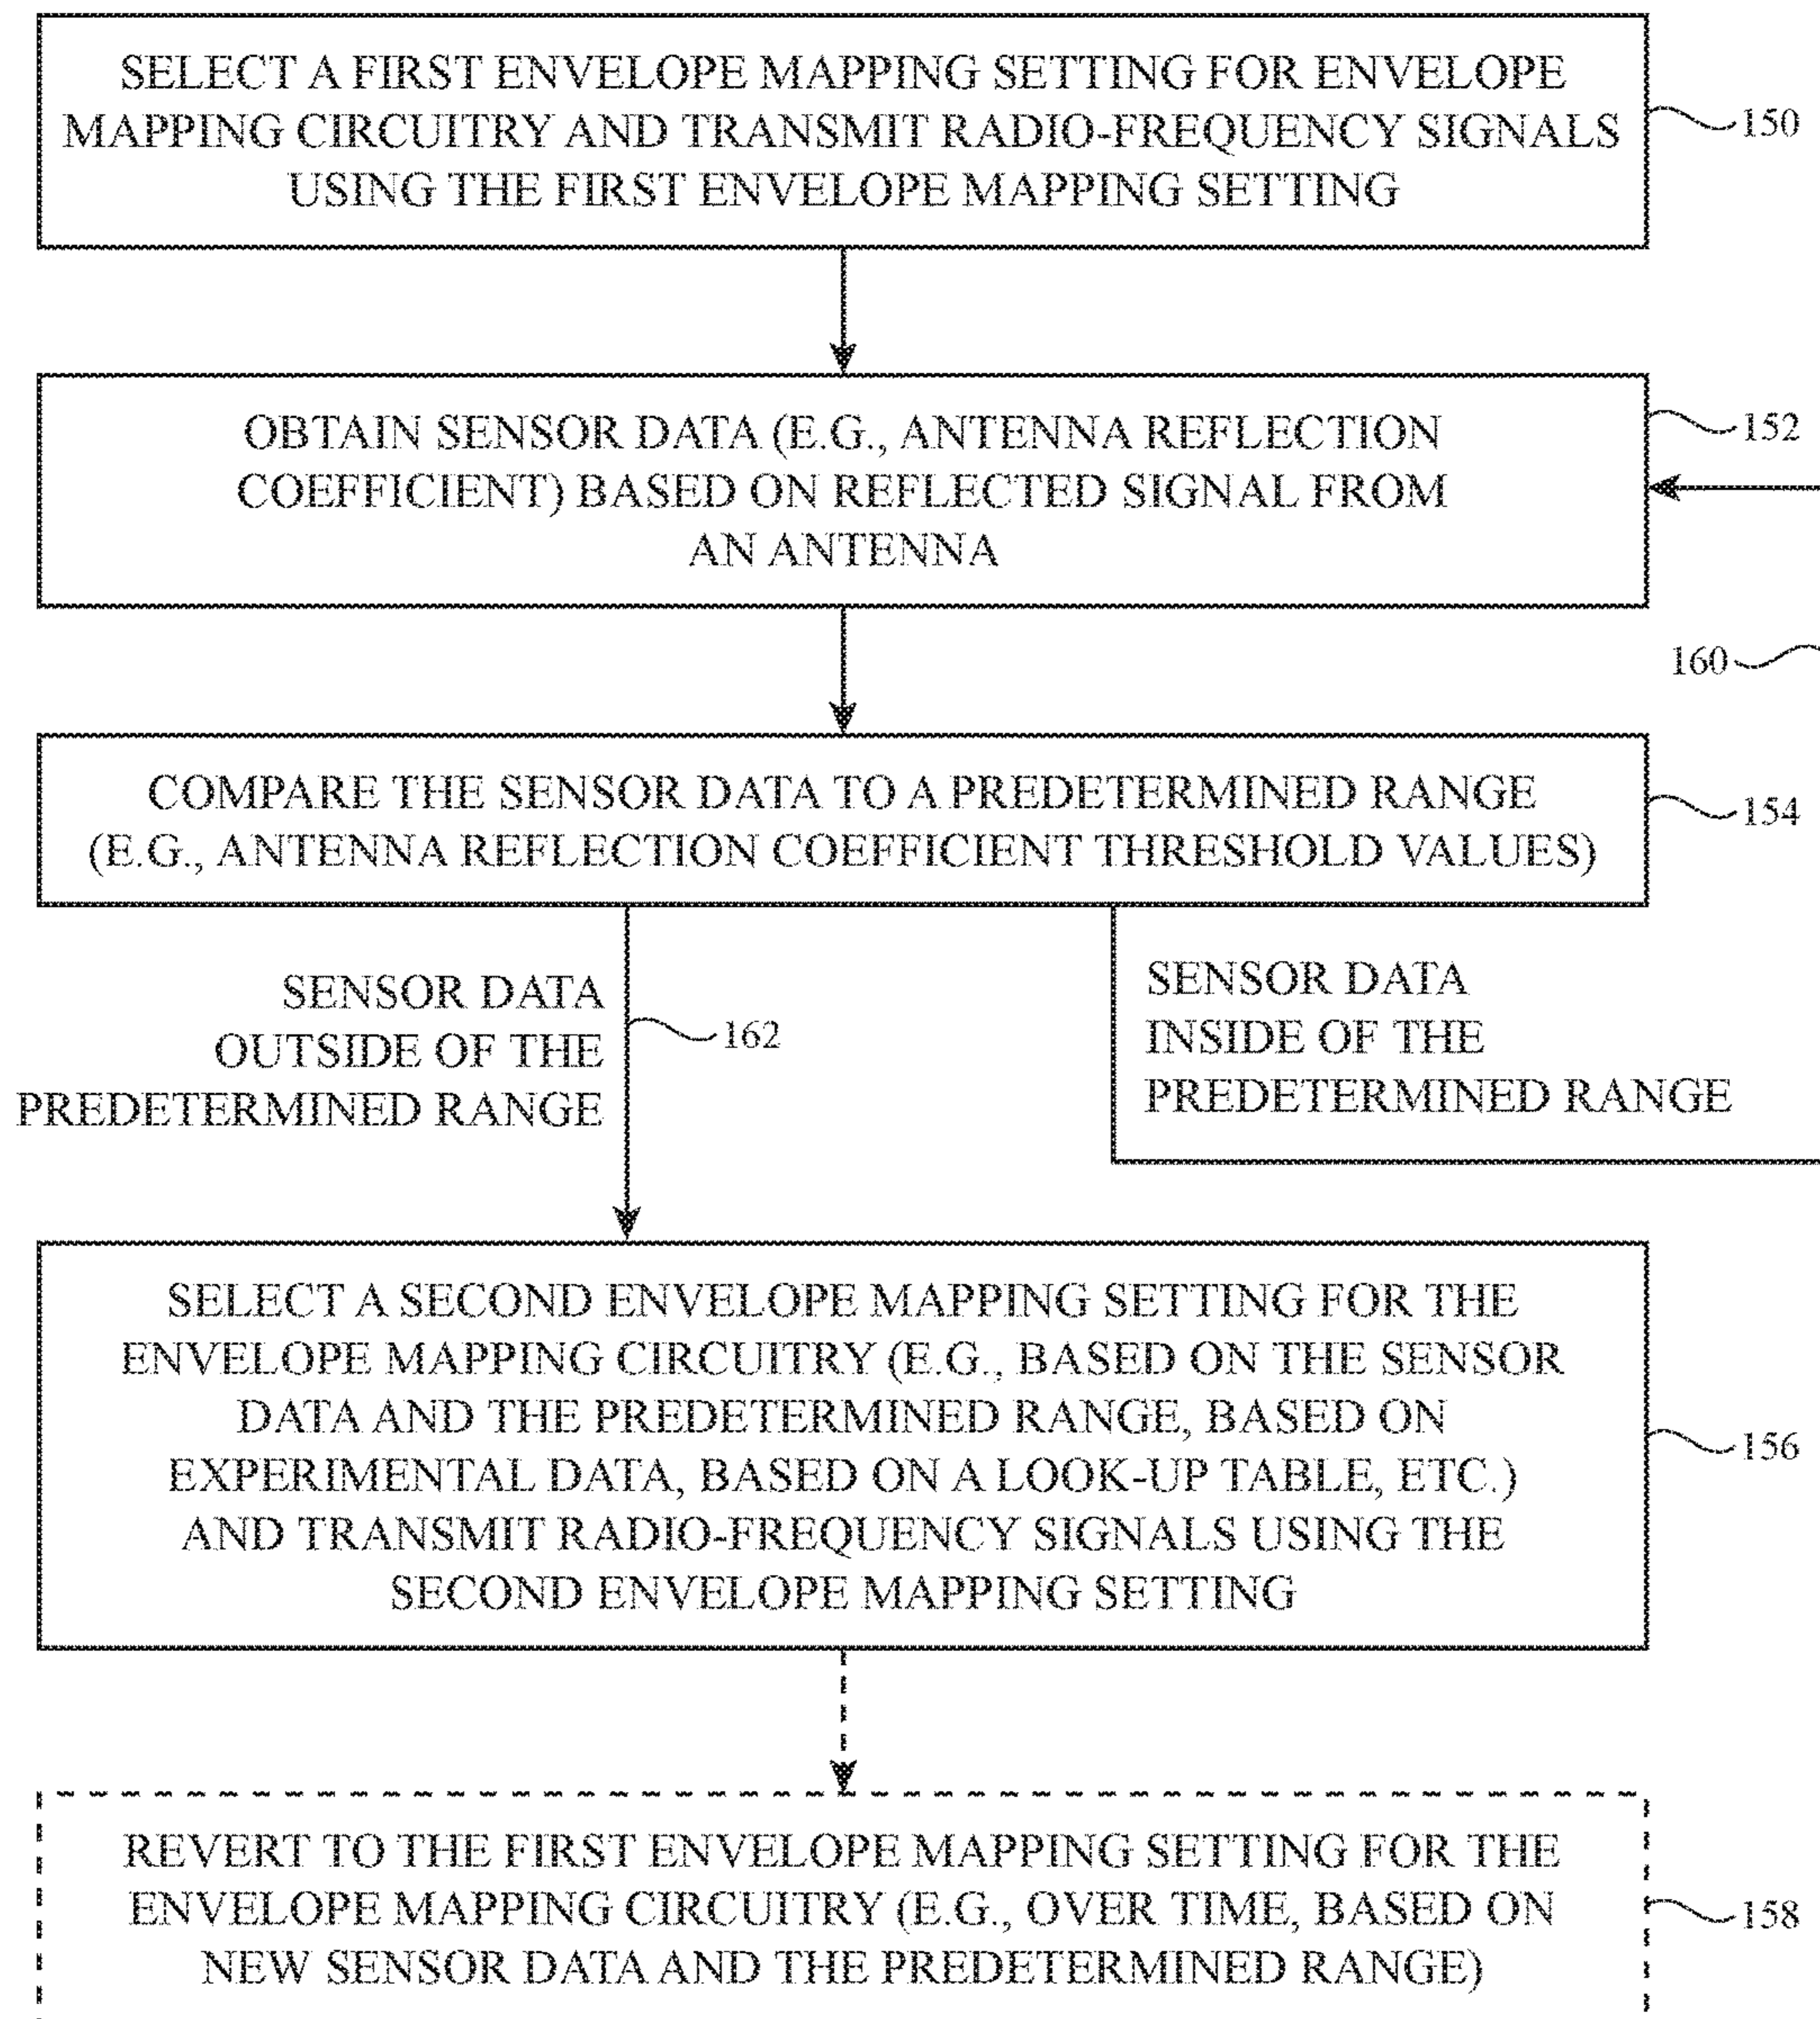 SELECT A FIRST ENVELOPE MAPPING SETTING FOR ENVELOPE
MAPPING CIRCUITRY AND TRANSMIT RADIO-FREQUENCY SIGNALS
USING THE FIRST ENVELOPE MAPPING SETTING
150
OBTAIN SENSOR DATA (E.G., ANTENNA REFLECTION
COEFFICIENT) BASED ON REFLECTED SIGNAL FROM
AN ANTENNA
152
160
COMPARE THE SENSOR DATA TO A PREDETERMINED RANGE
(E.G., ANTENNA REFLECTION COEFFICIENT THRESHOLD VALUES)
154
SENSOR DATA
OUTSIDE OF THE
PREDETERMINED RANGE
162
SENSOR DATA
INSIDE OF THE
PREDETERMINED RANGE
SELECT A SECOND ENVELOPE MAPPING SETTING FOR THE
ENVELOPE MAPPING CIRCUITRY (E.G., BASED ON THE SENSOR
DATA AND THE PREDETERMINED RANGE, BASED ON
EXPERIMENTAL DATA, BASED ON A LOOK-UP TABLE, ETC.)
AND TRANSMIT RADIO-FREQUENCY SIGNALS USING THE
SECOND ENVELOPE MAPPING SETTING
156
REVERT TO THE FIRST ENVELOPE MAPPING SETTING FOR THE
ENVELOPE MAPPING CIRCUITRY (E.G., OVER TIME, BASED ON
NEW SENSOR DATA AND THE PREDETERMINED RANGE)
158